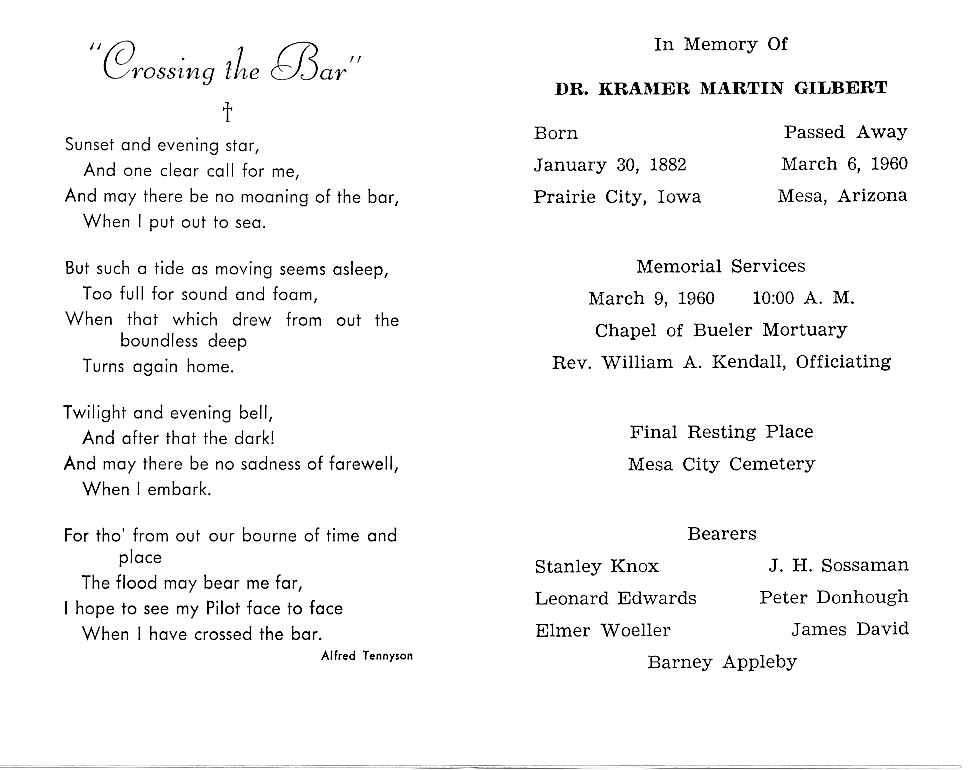 "Crossing the Bar"
Sunset and evening star,
And one clear call for me,
And may there be no moaning of the bar,
When I put out to sea.
But such a tide as moving seems asleep,
Too full for sound and foam,
When that which drew from out the
boundless deep
Turns again home.
Twilight and evening bell,
And after that the dark!
And may there be no sadness of farewell,
When I embark.
For tho' from out our bourne of time and
place
The flood may bear me far,
I hope to see my Pilot face to face
When I have crossed the bar.
Alfred Tennyson
In Memory Of
DR. KRAMER MARTIN GILBERT
Born Passed Away
January 30, 1882 March 6, 1960
Prairie City, Iowa Mesa, Arizona
Memorial Services
March 9, 1960 10:00 A. M.
Chapel of Bueler Mortuary
Rev. William A. Kendall, Officiating
Final Resting Place
Mesa City Cemetery
Bearers
Stanley Knox J. H. Sossaman
Leonard Edwards Peter Donhough
Elmer Woeller James David
Barney Appleby